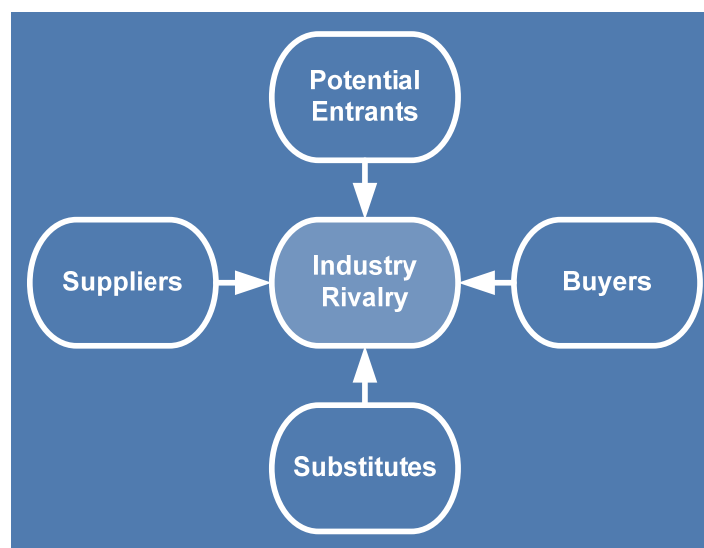 Potential
Entrants
Suppliers
Industry
Rivalry
Buyers
Substitutes